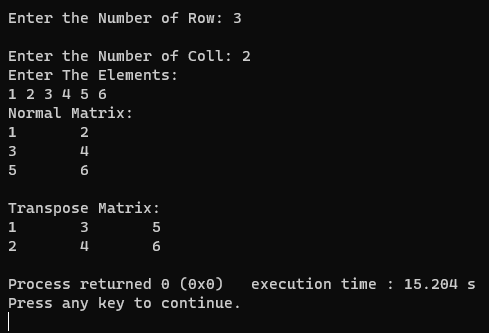 Enter the Number of Row: 3
Enter the Number of Coll: 2
Enter The Elements:
1 2 3 4 5 6
Normal Matrix:
1 2
3 4
5 6
Transpose Matrix:
1 3 5
2 4 6
Process returned 0 (0x0) execution time : 15.204 s
Press any key to continue.